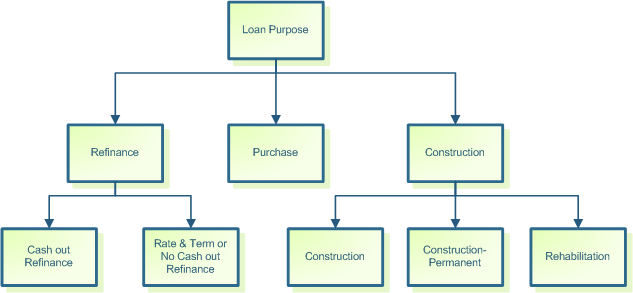 Loan Purpose
Refinance
Purchase
Construction
Cash out
Refinance
Rate & Term or
No Cash out
Refinance
Construction
Construction-
Permanent
Rehabilitation